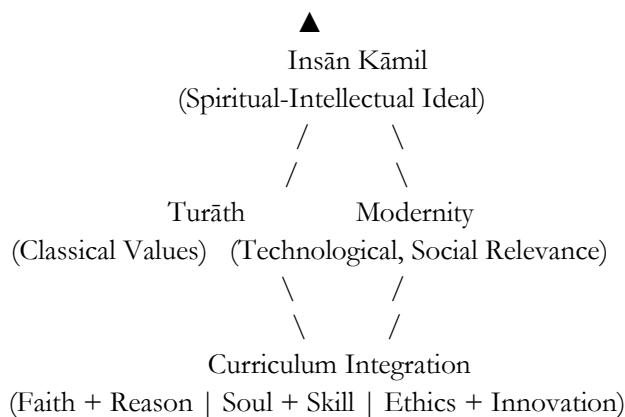 ▲
Insān Kāmil
(Spiritual-Intellectual Ideal)
/ \
/ \
Turāth Modernity
(Classical Values) (Technological, Social Relevance)
\ /
\ /
Curriculum Integration
(Faith + Reason | Soul + Skill | Ethics + Innovation)